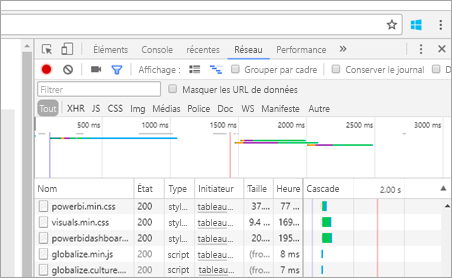 Éléments Console récentes Réseau Performance »
Affichage : Grouper par cadre Conserver le journal D
Filtrer Masquer les URL de données
Tout XHR JS CSS Img Médias Police Doc WS Manifeste Autre
500 ms 1000 ms 1500 ms 2000 ms 2500 ms 3000 ms
Nom État Type Initiateur Taille Heure Cascade 2.00 s
powerbi.min.css 200 styl... tableau... 37.... 77 ...
visuals.min.css 200 styl... tableau... 9.4 ... 169...
powerbidashboar... 200 styl... tableau... 20.... 195...
globalize.min.js 200 script tableau... (fro... 8 ms
globalize.culture... 200 script tableau... (fro... 7 ms